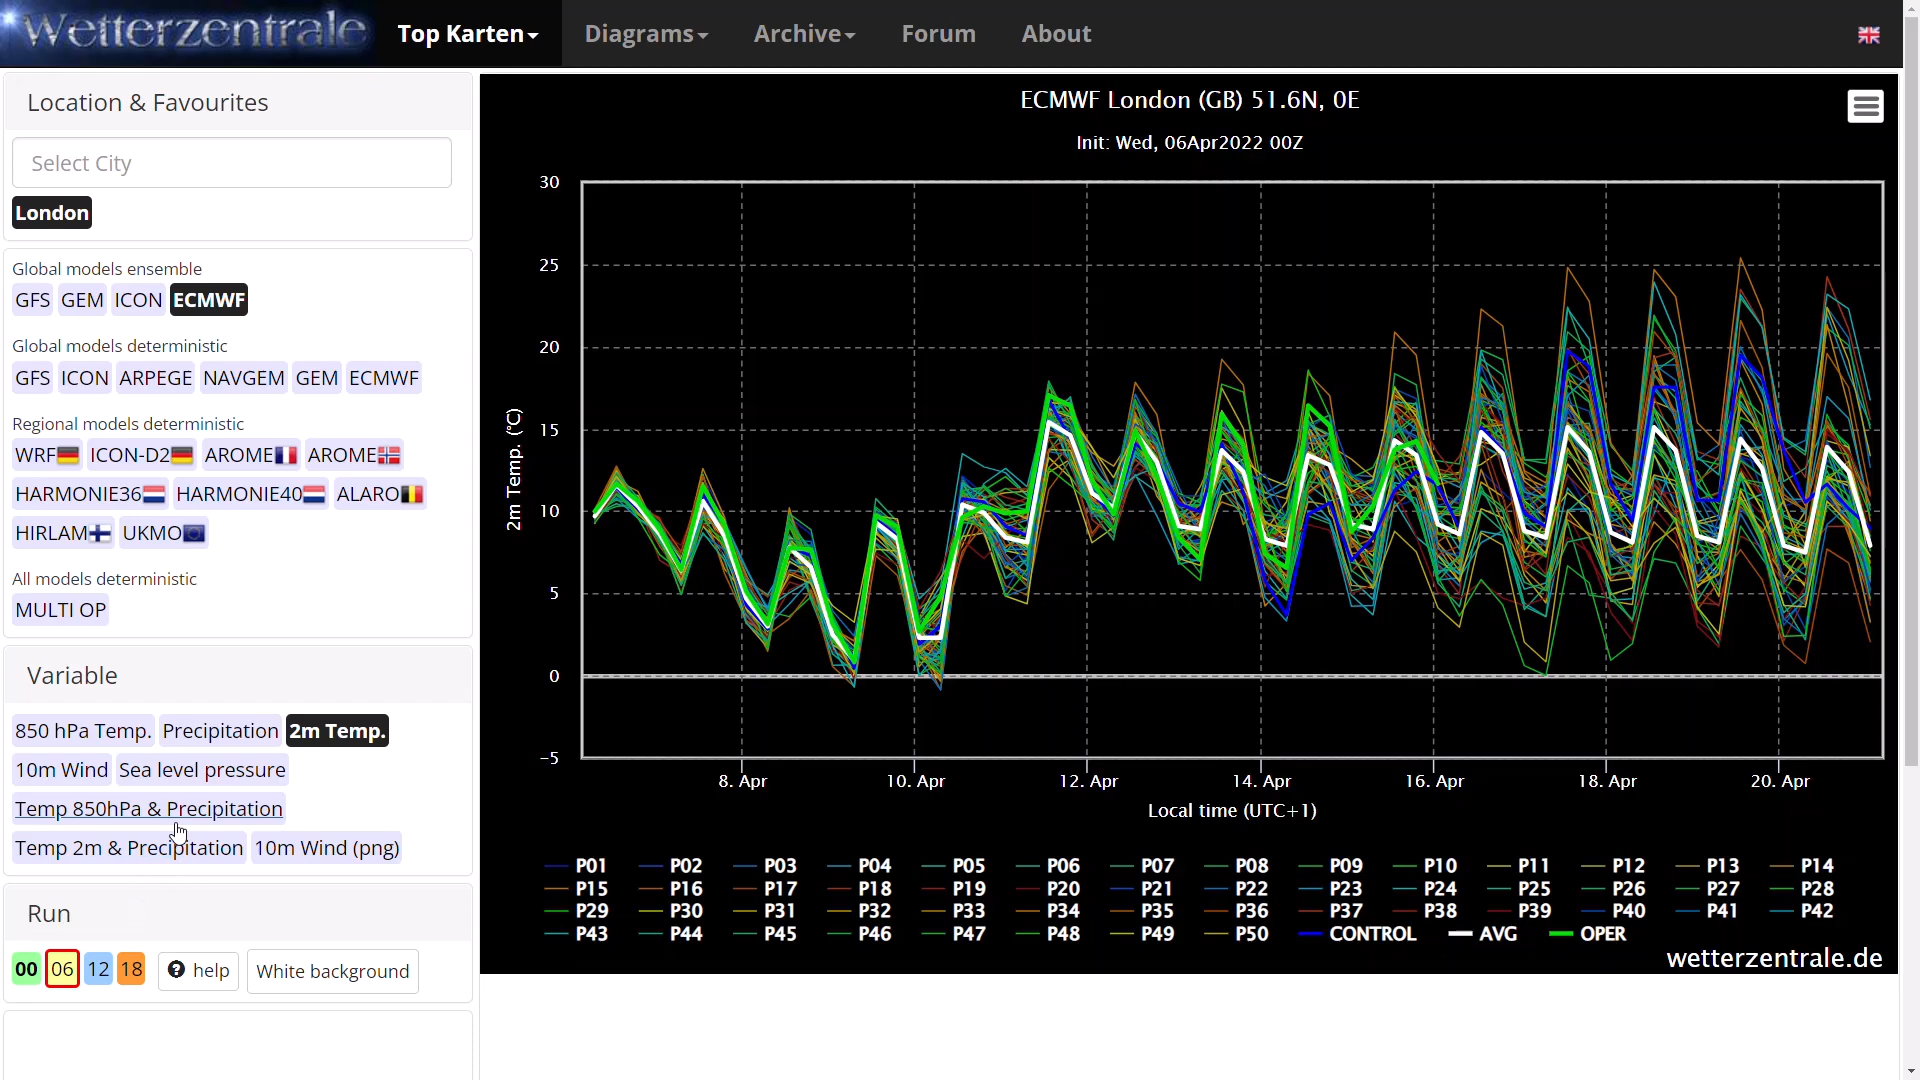 Wetterzentrale
Top Karten
Diagrams
Archive
Forum
About
Location & Favourites
Select City
London
Global models ensemble
GFS GEM ICON ECMWF
Global models deterministic
GFS ICON ARPEGE NAVGEM GEM ECMWF
Regional models deterministic
WRF ICON-D2 AROME AROME
HARMONIE36 HARMONIE40 ALARO
HIRLAM UKMO
All models deterministic
MULTI OP
Variable
850 hPa Temp. Precipitation 2m Temp.
10m Wind Sea level pressure
Temp 850hPa & Precipitation
Temp 2m & Precipitation 10m Wind (png)
Run
00 06 12 18 help White background
ECMWF London (GB) 51.6N, 0E
Init: Wed, 06Apr2022 00Z
30
25
20
15
10
5
0
−5
2m Temp. (°C)
8. Apr 10. Apr 12. Apr 14. Apr 16. Apr 18. Apr 20. Apr
Local time (UTC+1)
P01 P02 P03 P04 P05 P06 P07 P08 P09 P10 P11 P12 P13 P14
P15 P16 P17 P18 P19 P20 P21 P22 P23 P24 P25 P26 P27 P28
P29 P30 P31 P32 P33 P34 P35 P36 P37 P38 P39 P40 P41 P42
P43 P44 P45 P46 P47 P48 P49 P50 CONTROL AVG OPER
wetterzentrale.de